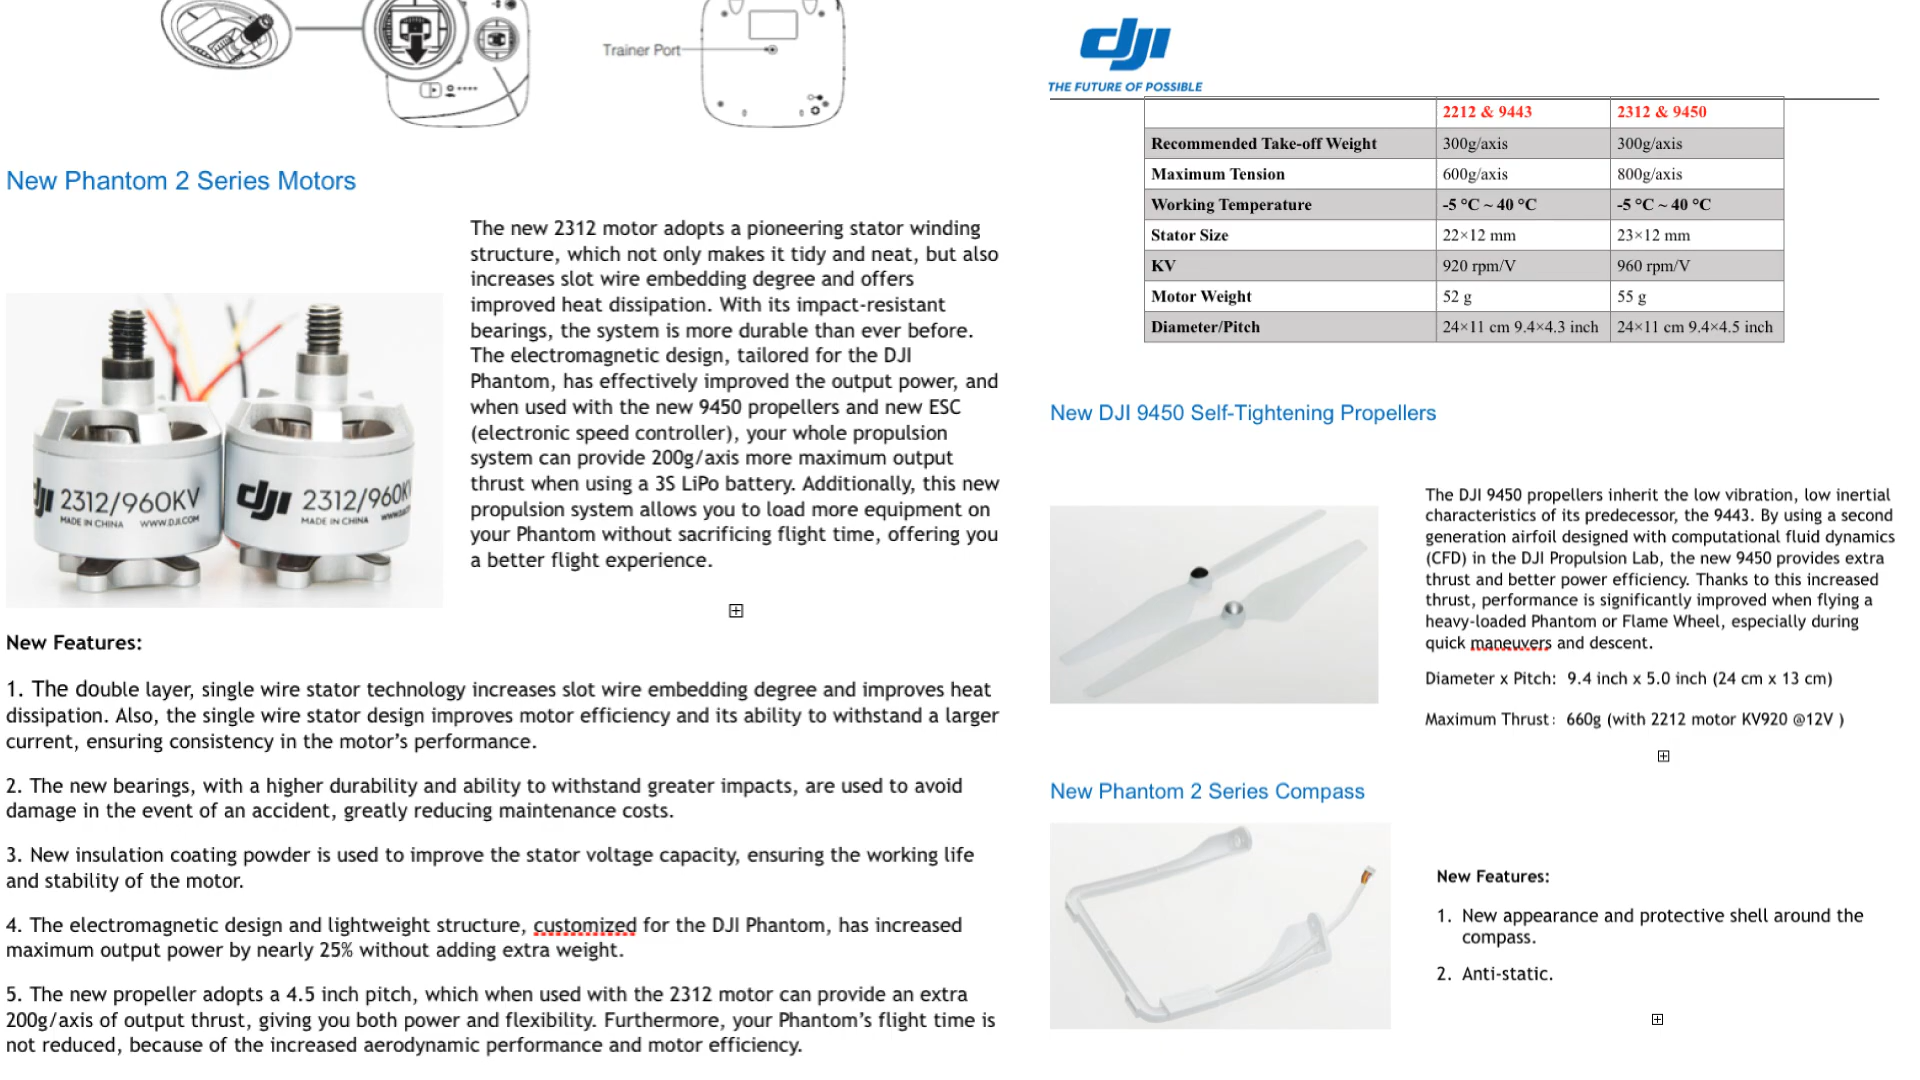 Trainer Port
New Phantom 2 Series Motors
The new 2312 motor adopts a pioneering stator winding
structure, which not only makes it tidy and neat, but also
increases slot wire embedding degree and offers
improved heat dissipation. With its impact-resistant
bearings, the system is more durable than ever before.
The electromagnetic design, tailored for the DJI
Phantom, has effectively improved the output power, and
when used with the new 9450 propellers and new ESC
(electronic speed controller), your whole propulsion
system can provide 200g/axis more maximum output
thrust when using a 3S LiPo battery. Additionally, this new
propulsion system allows you to load more equipment on
your Phantom without sacrificing flight time, offering you
a better flight experience.
dji 2312/960KV
MADE IN CHINA WWW.DJI.COM
dji 2312/960K
MADE IN CHINA
New Features:
1. The double layer, single wire stator technology increases slot wire embedding degree and improves heat
dissipation. Also, the single wire stator design improves motor efficiency and its ability to withstand a larger
current, ensuring consistency in the motor’s performance.
2. The new bearings, with a higher durability and ability to withstand greater impacts, are used to avoid
damage in the event of an accident, greatly reducing maintenance costs.
3. New insulation coating powder is used to improve the stator voltage capacity, ensuring the working life
and stability of the motor.
4. The electromagnetic design and lightweight structure, customized for the DJI Phantom, has increased
maximum output power by nearly 25% without adding extra weight.
5. The new propeller adopts a 4.5 inch pitch, which when used with the 2312 motor can provide an extra
200g/axis of output thrust, giving you both power and flexibility. Furthermore, your Phantom’s flight time is
not reduced, because of the increased aerodynamic performance and motor efficiency.
dji
THE FUTURE OF POSSIBLE
2212 & 9443 2312 & 9450
Recommended Take-off Weight 300g/axis 300g/axis
Maximum Tension 600g/axis 800g/axis
Working Temperature -5 °C ~ 40 °C -5 °C ~ 40 °C
Stator Size 22×12 mm 23×12 mm
KV 920 rpm/V 960 rpm/V
Motor Weight 52 g 55 g
Diameter/Pitch 24×11 cm 9.4×4.3 inch 24×11 cm 9.4×4.5 inch
New DJI 9450 Self-Tightening Propellers
The DJI 9450 propellers inherit the low vibration, low inertial
characteristics of its predecessor, the 9443. By using a second
generation airfoil designed with computational fluid dynamics
(CFD) in the DJI Propulsion Lab, the new 9450 provides extra
thrust and better power efficiency. Thanks to this increased
thrust, performance is significantly improved when flying a
heavy-loaded Phantom or Flame Wheel, especially during
quick maneuvers and descent.
Diameter x Pitch: 9.4 inch x 5.0 inch (24 cm x 13 cm)
Maximum Thrust: 660g (with 2212 motor KV920 @12V )
New Phantom 2 Series Compass
New Features:
1. New appearance and protective shell around the
compass.
2. Anti-static.